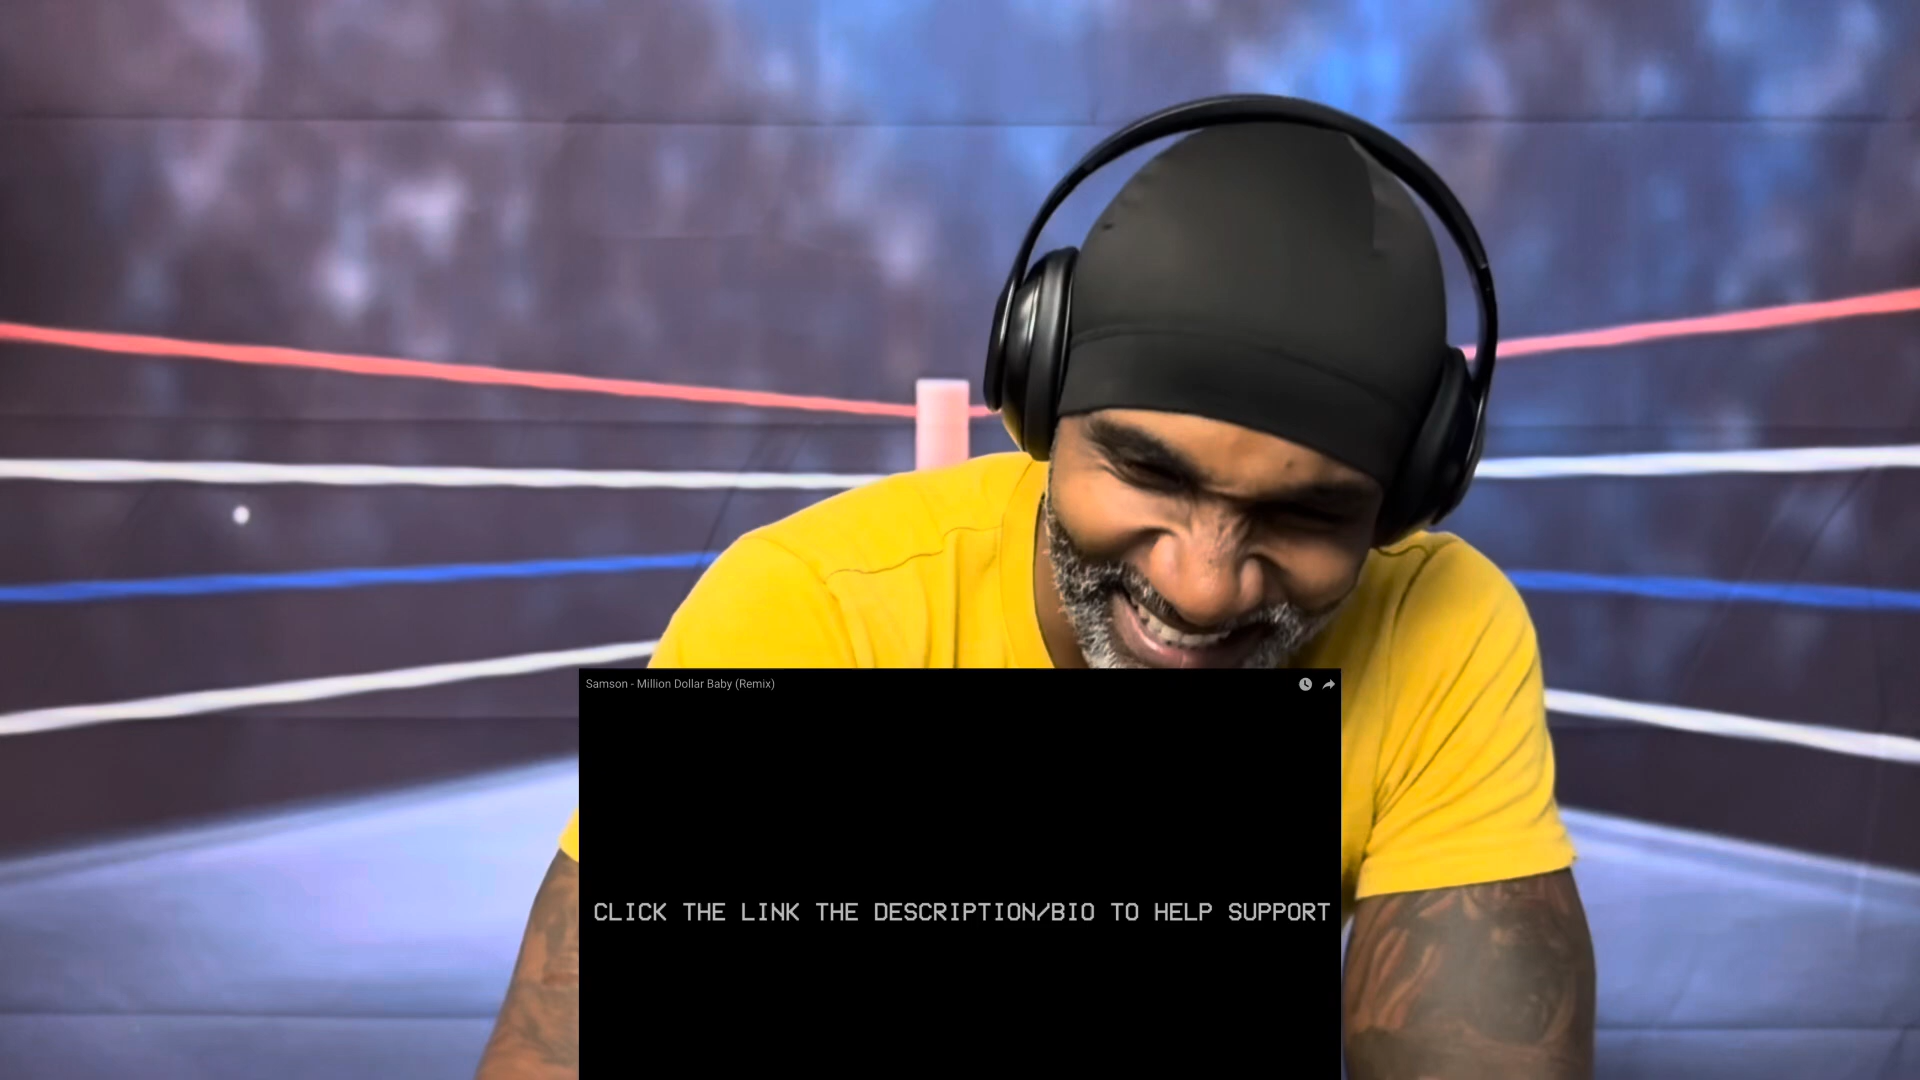 Samson - Million Dollar Baby (Remix)
CLICK THE LINK THE DESCRIPTION/BIO TO HELP SUPPORT